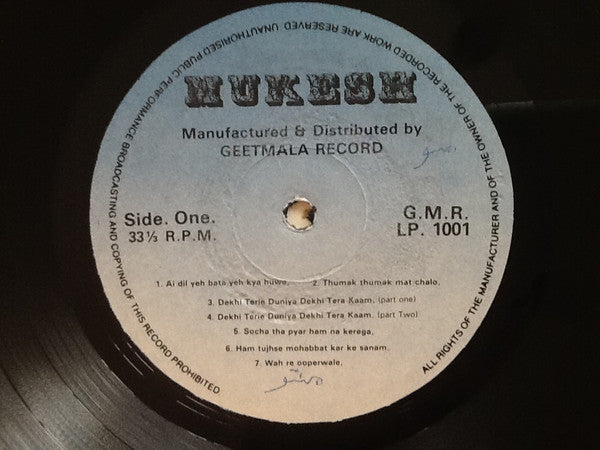 ALL RIGHTS OF THE MANUFACTURER AND OF THE OWNER OF THE RECORDED WORK ARE RESERVED UNAUTHORISED PUBLIC PERFORMANCE BROADCASTING AND COPYING OF THIS RECORD PROHIBITED
MUKESH
Manufactured & Distributed by
GEETMALA RECORD
Side. One.
33⅓ R.P.M.
G.M.R.
LP. 1001
1. Ai dil yeh bata yeh kya huwa, 2. Thumak thumak mat chalo,
3. Dekhi Terie Duniya Dekhi Tera Kaam. (part one)
4. Dekhi Terie Duniya Dekhi Tera Kaam. (part Two)
5. Socha tha pyar ham na kerega,
6. Ham tujhse mohabbat kar ke sanam,
7. Wah re ooperwale,